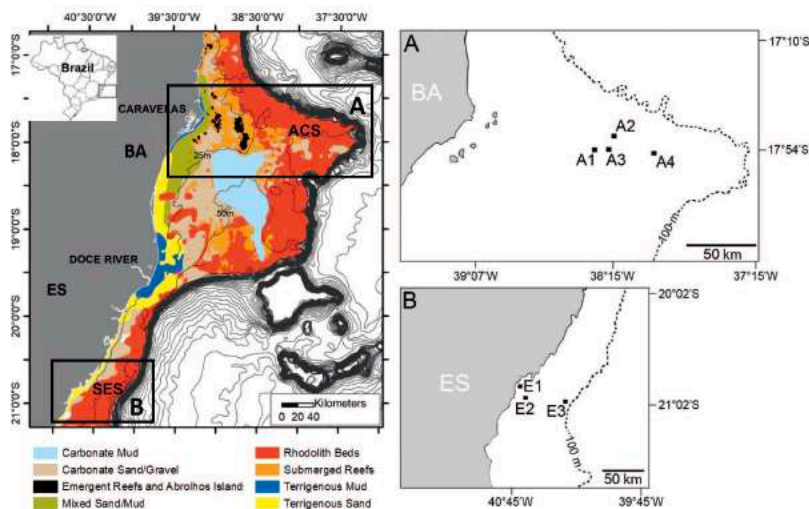 40°30'W 39°30'W 38°30'W 37°30'W
17°0'0"S
18°0'0"S
19°0'0"S
20°0'0"S
21°0'0"S
Brazil
CARAVELAS
A
ACS
BA
25m
50m
DOCE RIVER
ES
SES
B
Kilometers
0 20 40
Carbonate Mud
Carbonate Sand/Gravel
Emergent Reefs and Abrolhos Island
Mixed Sand/Mud
Rhodolith Beds
Submerged Reefs
Terrigenous Mud
Terrigenous Sand
A
BA
17°10'S
A2
17°54'S
A1 A3 A4
100 m
50 km
39°07'W 38°15'W 37°15'W
B
20°02'S
ES
E1
E2 E3
21°02'S
100 m
50 km
40°45'W 39°45'W